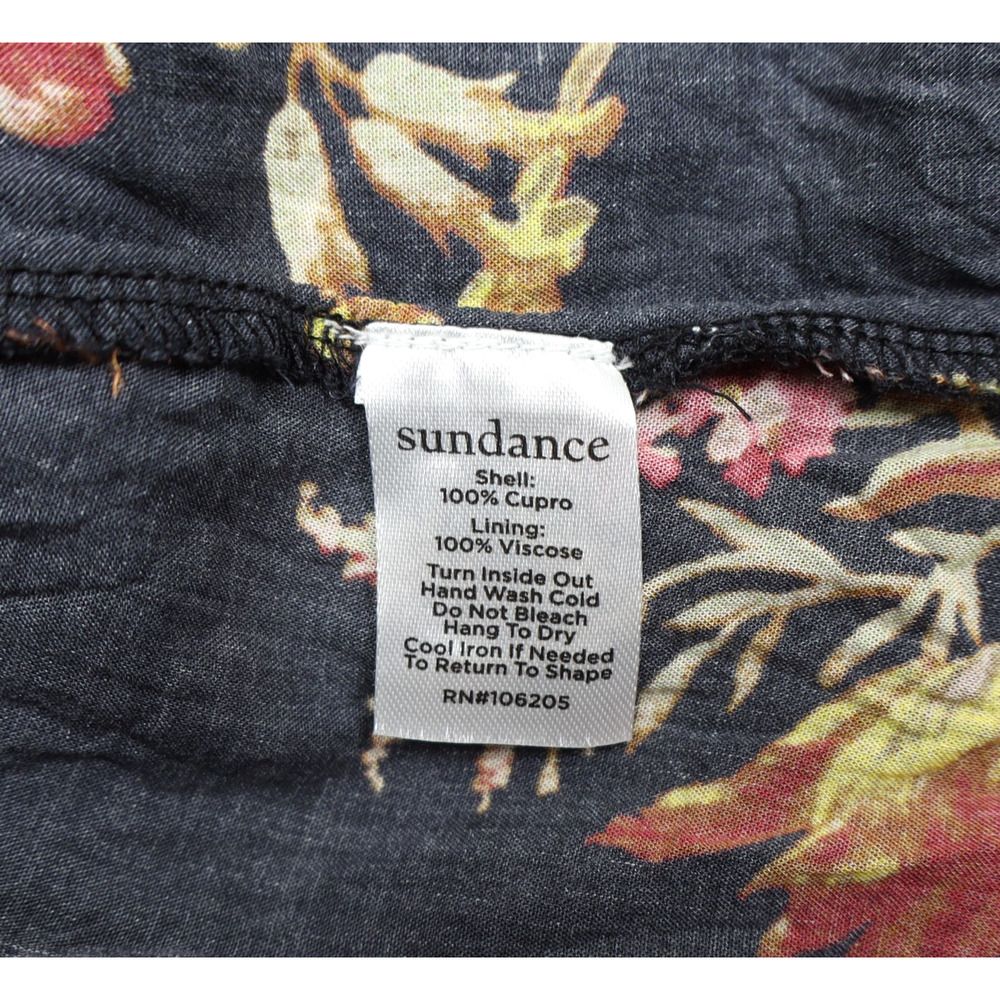 sundance
Shell:
100% Cupro
Lining:
100% Viscose
Turn Inside Out
Hand Wash Cold
Do Not Bleach
Hang To Dry
Cool Iron If Needed
To Return To Shape
RN#106205